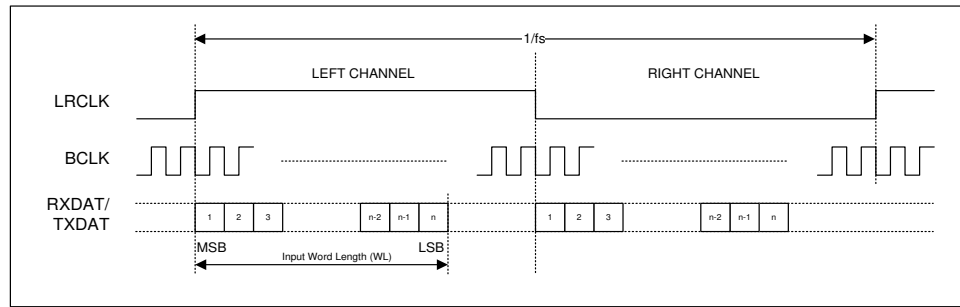 1/fs
LEFT CHANNEL RIGHT CHANNEL
LRCLK
BCLK
RXDAT/
TXDAT
1 2 3 n-2 n-1 n 1 2 3 n-2 n-1 n
MSB LSB
Input Word Length (WL)